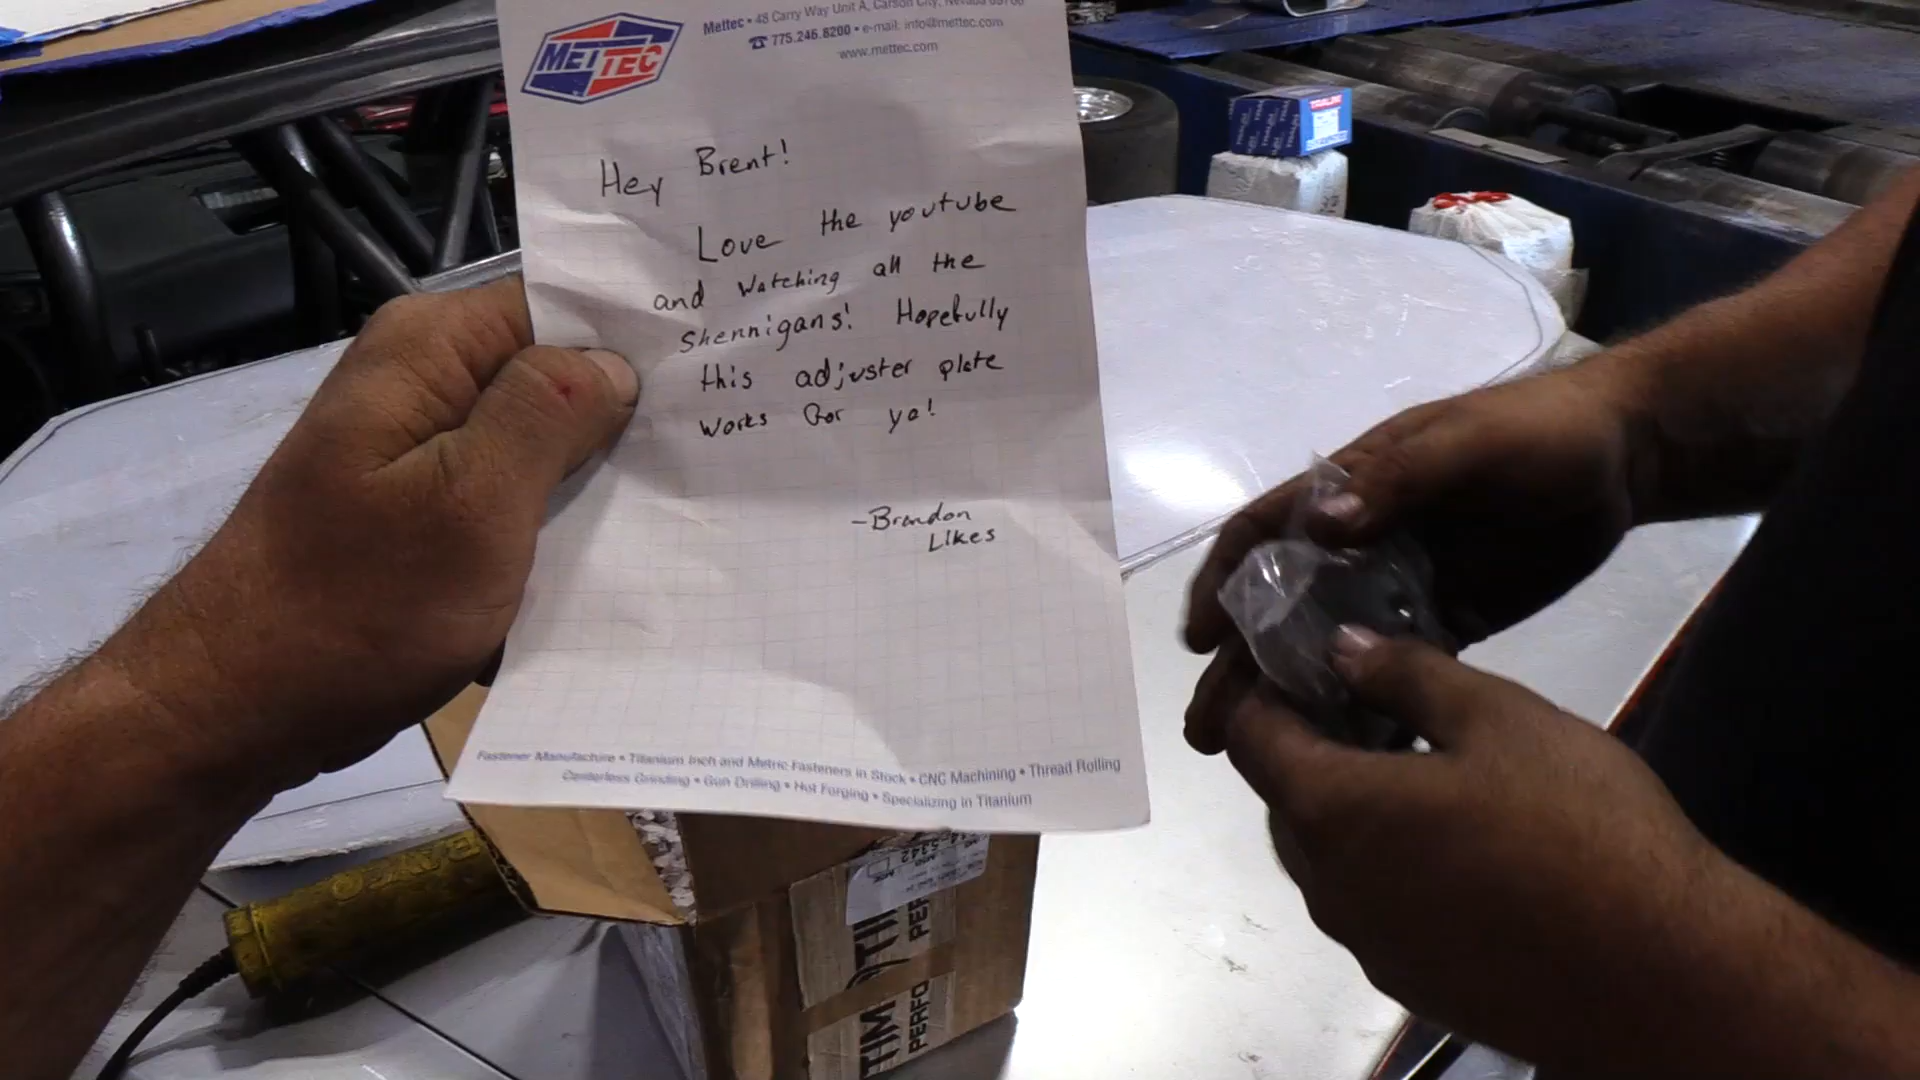 METTEC
Mettec • 48 Carry Way Unit A, Carson City, Nevada
☎ 775.246.8200 • e-mail: info@mettec.com
www.mettec.com
Hey Brent!
Love the youtube
and watching all the
shennigans! Hopefully
this adjuster plate
works for ya!
-Brandon
Likes
Fastener Manufacture • Titanium Inch and Metric Fasteners in Stock • CNC Machining • Thread Rolling
Centerless Grinding • Gun Drilling • Hot Forging • Specializing in Titanium
PERFO